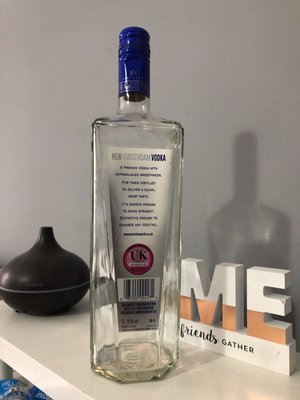 NEW AMSTERDAM VODKA
A PREMIUM VODKA WITH
UNPARALLELED SMOOTHNESS.
FIVE TIMES DISTILLED
TO DELIVER A CLEAN,
CRISP TASTE.
IT'S SMOOTH ENOUGH
TO DRINK STRAIGHT.
DISTINCTIVE ENOUGH TO
ENHANCE ANY COCKTAIL.
UK
ME
friends GATHER